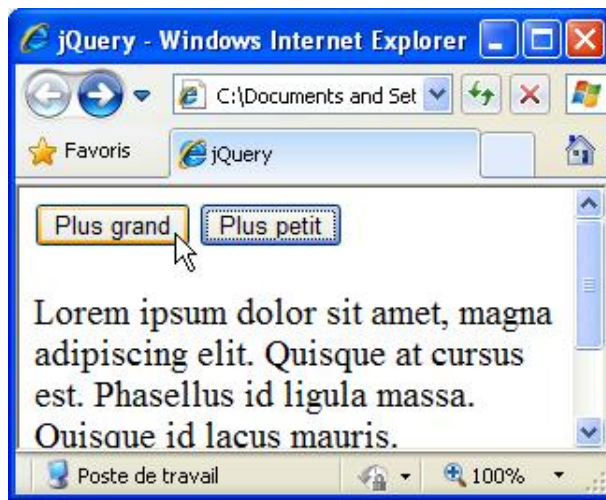 jQuery - Windows Internet Explorer
C:\Documents and Set
Favoris
jQuery
Plus grand
Plus petit
Lorem ipsum dolor sit amet, magna
adipiscing elit. Quisque at cursus
est. Phasellus id ligula massa.
Quisque id lacus mauris.
Poste de travail
100%